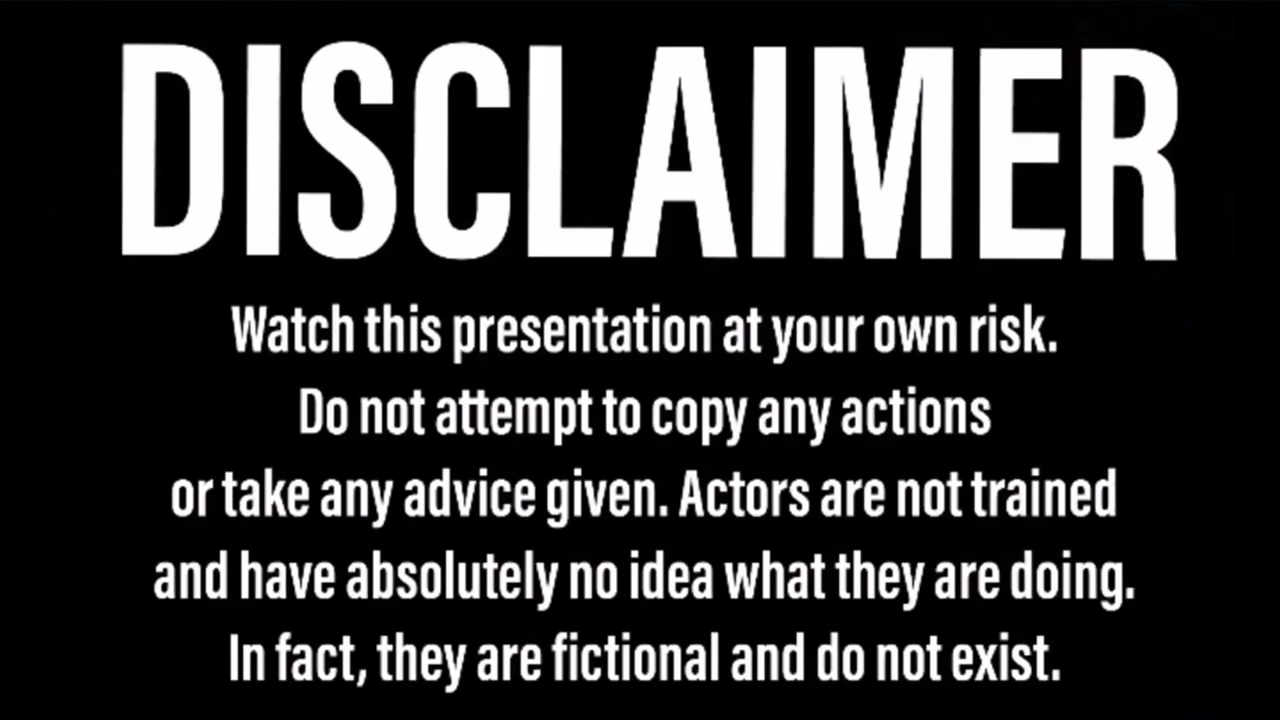 DISCLAIMER
Watch this presentation at your own risk.
Do not attempt to copy any actions
or take any advice given. Actors are not trained
and have absolutely no idea what they are doing.
In fact, they are fictional and do not exist.